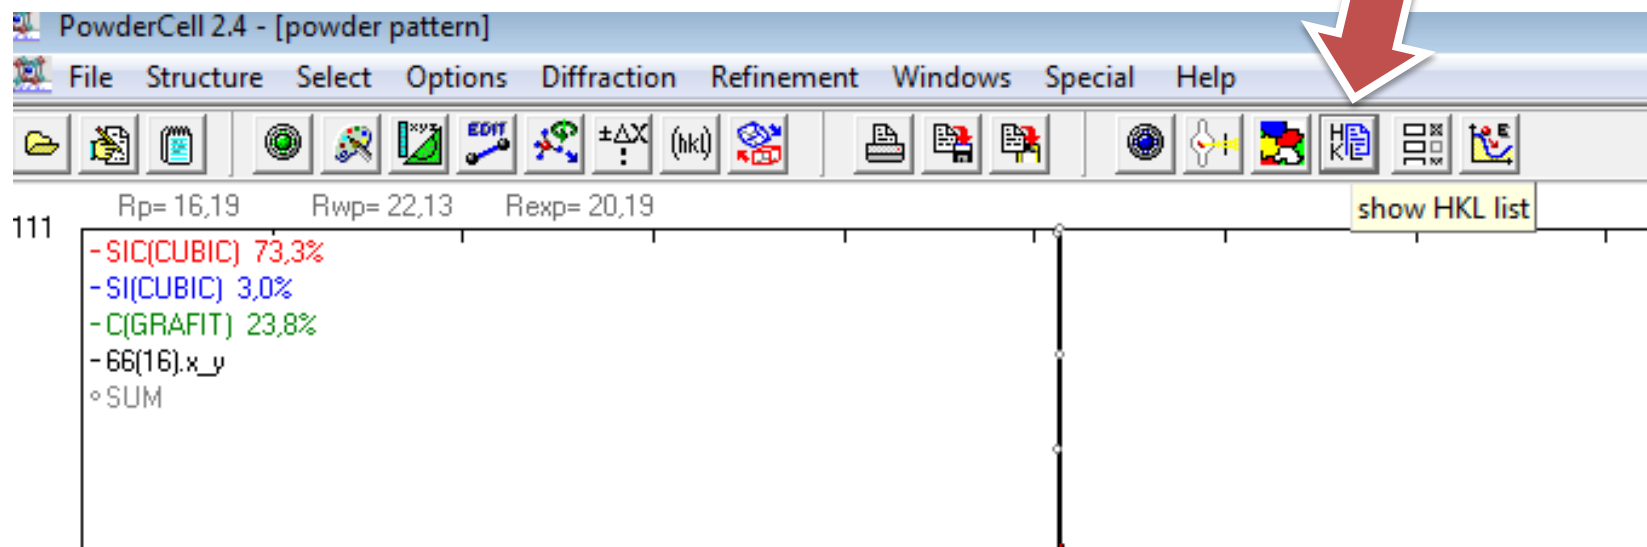 PowderCell 2.4 - [powder pattern]
File Structure Select Options Diffraction Refinement Windows Special Help
xyz EDIT ±ΔX (hkl) HK E
show HKL list
Rp= 16,19 Rwp= 22,13 Rexp= 20,19
111
-SIC(CUBIC) 73,3%
-SI(CUBIC) 3,0%
-C(GRAFIT) 23,8%
-66(16).x_y
SUM